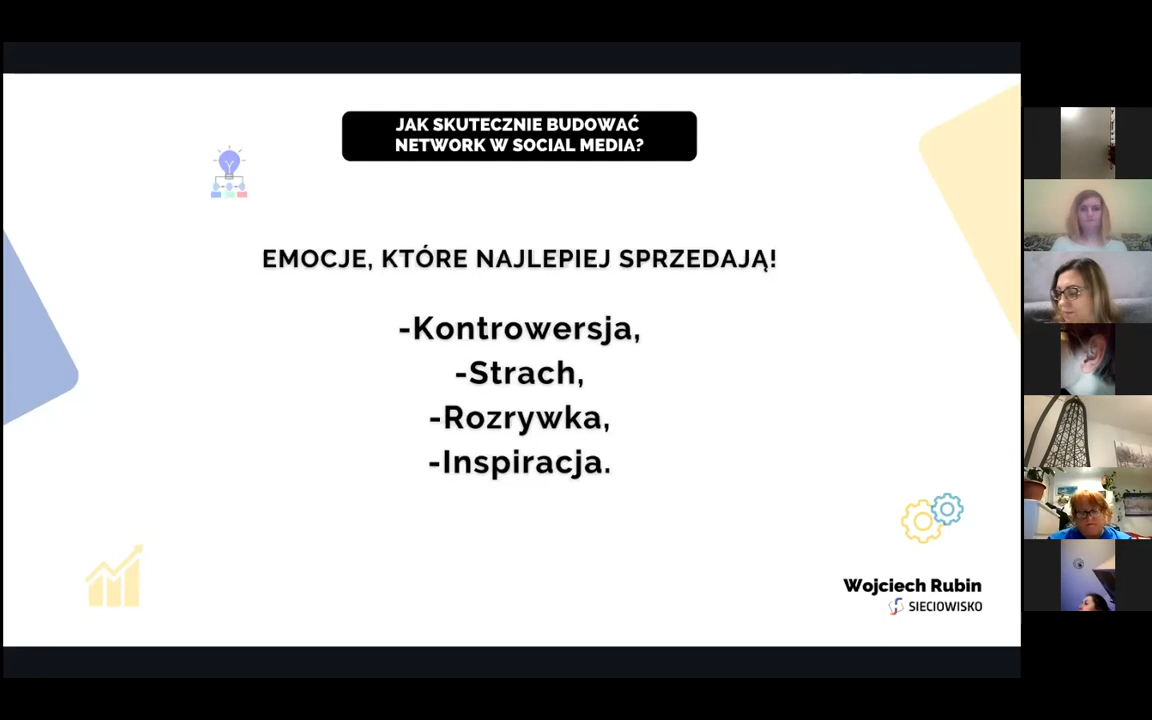 JAK SKUTECZNIE BUDOWAĆ
NETWORK W SOCIAL MEDIA?
EMOCJE, KTÓRE NAJLEPIEJ SPRZEDAJĄ!
-Kontrowersja,
-Strach,
-Rozrywka,
-Inspiracja.
Wojciech Rubin
SIECIOWISKO